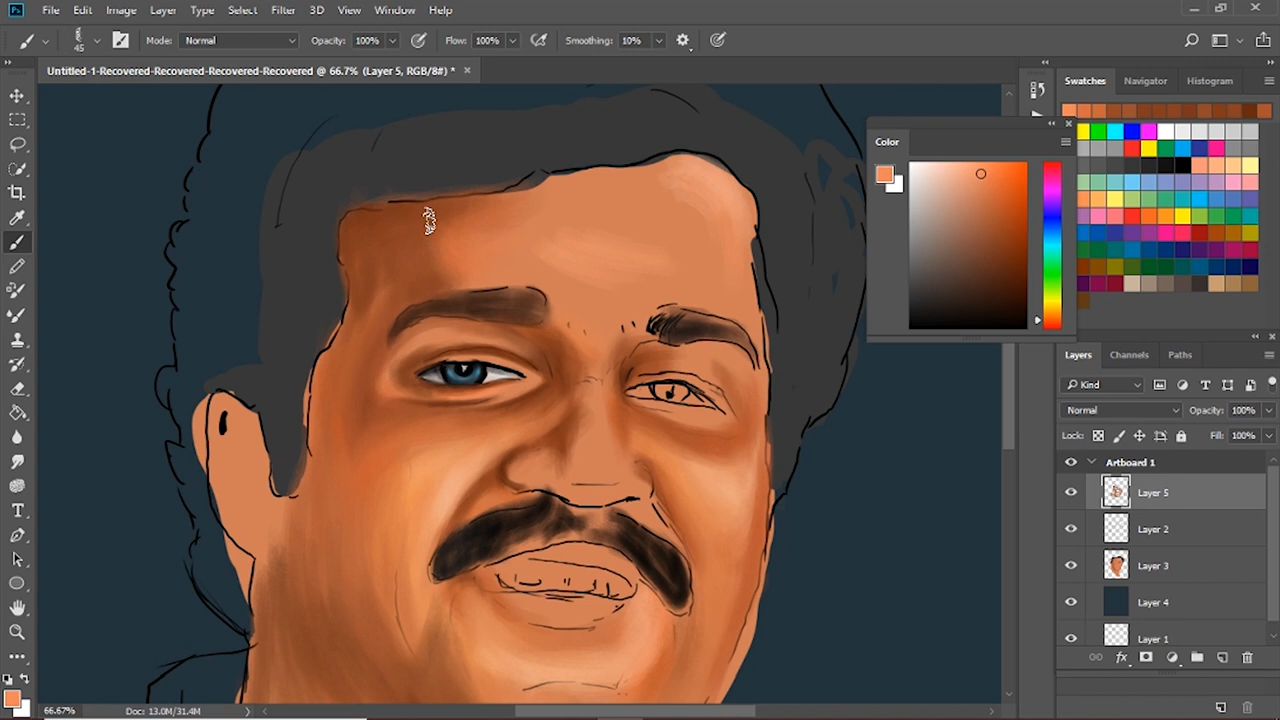 Ps File Edit Image Layer Type Select Filter 3D View Window Help
45 Mode: Normal Opacity: 100% Flow: 100% Smoothing: 10%
Untitled-1-Recovered-Recovered-Recovered-Recovered @ 66.7% (Layer 5, RGB/8#) * ×
Swatches Navigator Histogram
Color
Layers Channels Paths
Kind
Normal Opacity: 100%
Lock: Fill: 100%
Artboard 1
Layer 5
Layer 2
Layer 3
Layer 4
Layer 1
66.67% Doc: 13.0M/31.4M